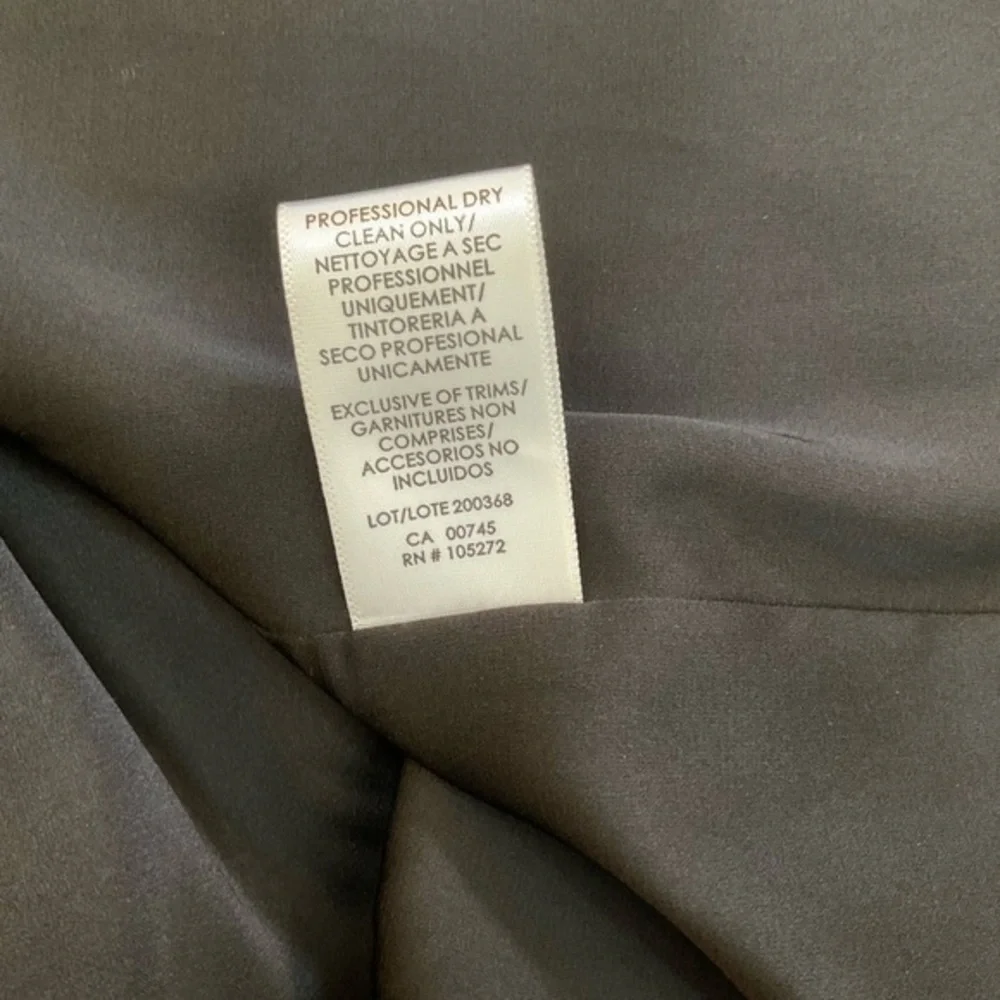 PROFESSIONAL DRY
CLEAN ONLY/
NETTOYAGE A SEC
PROFESSIONNEL
UNIQUEMENT/
TINTORERIA A
SECO PROFESIONAL
UNICAMENTE
EXCLUSIVE OF TRIMS/
GARNITURES NON
COMPRISES/
ACCESORIOS NO
INCLUIDOS
LOT/LOTE 200368
CA 00745
RN # 105272